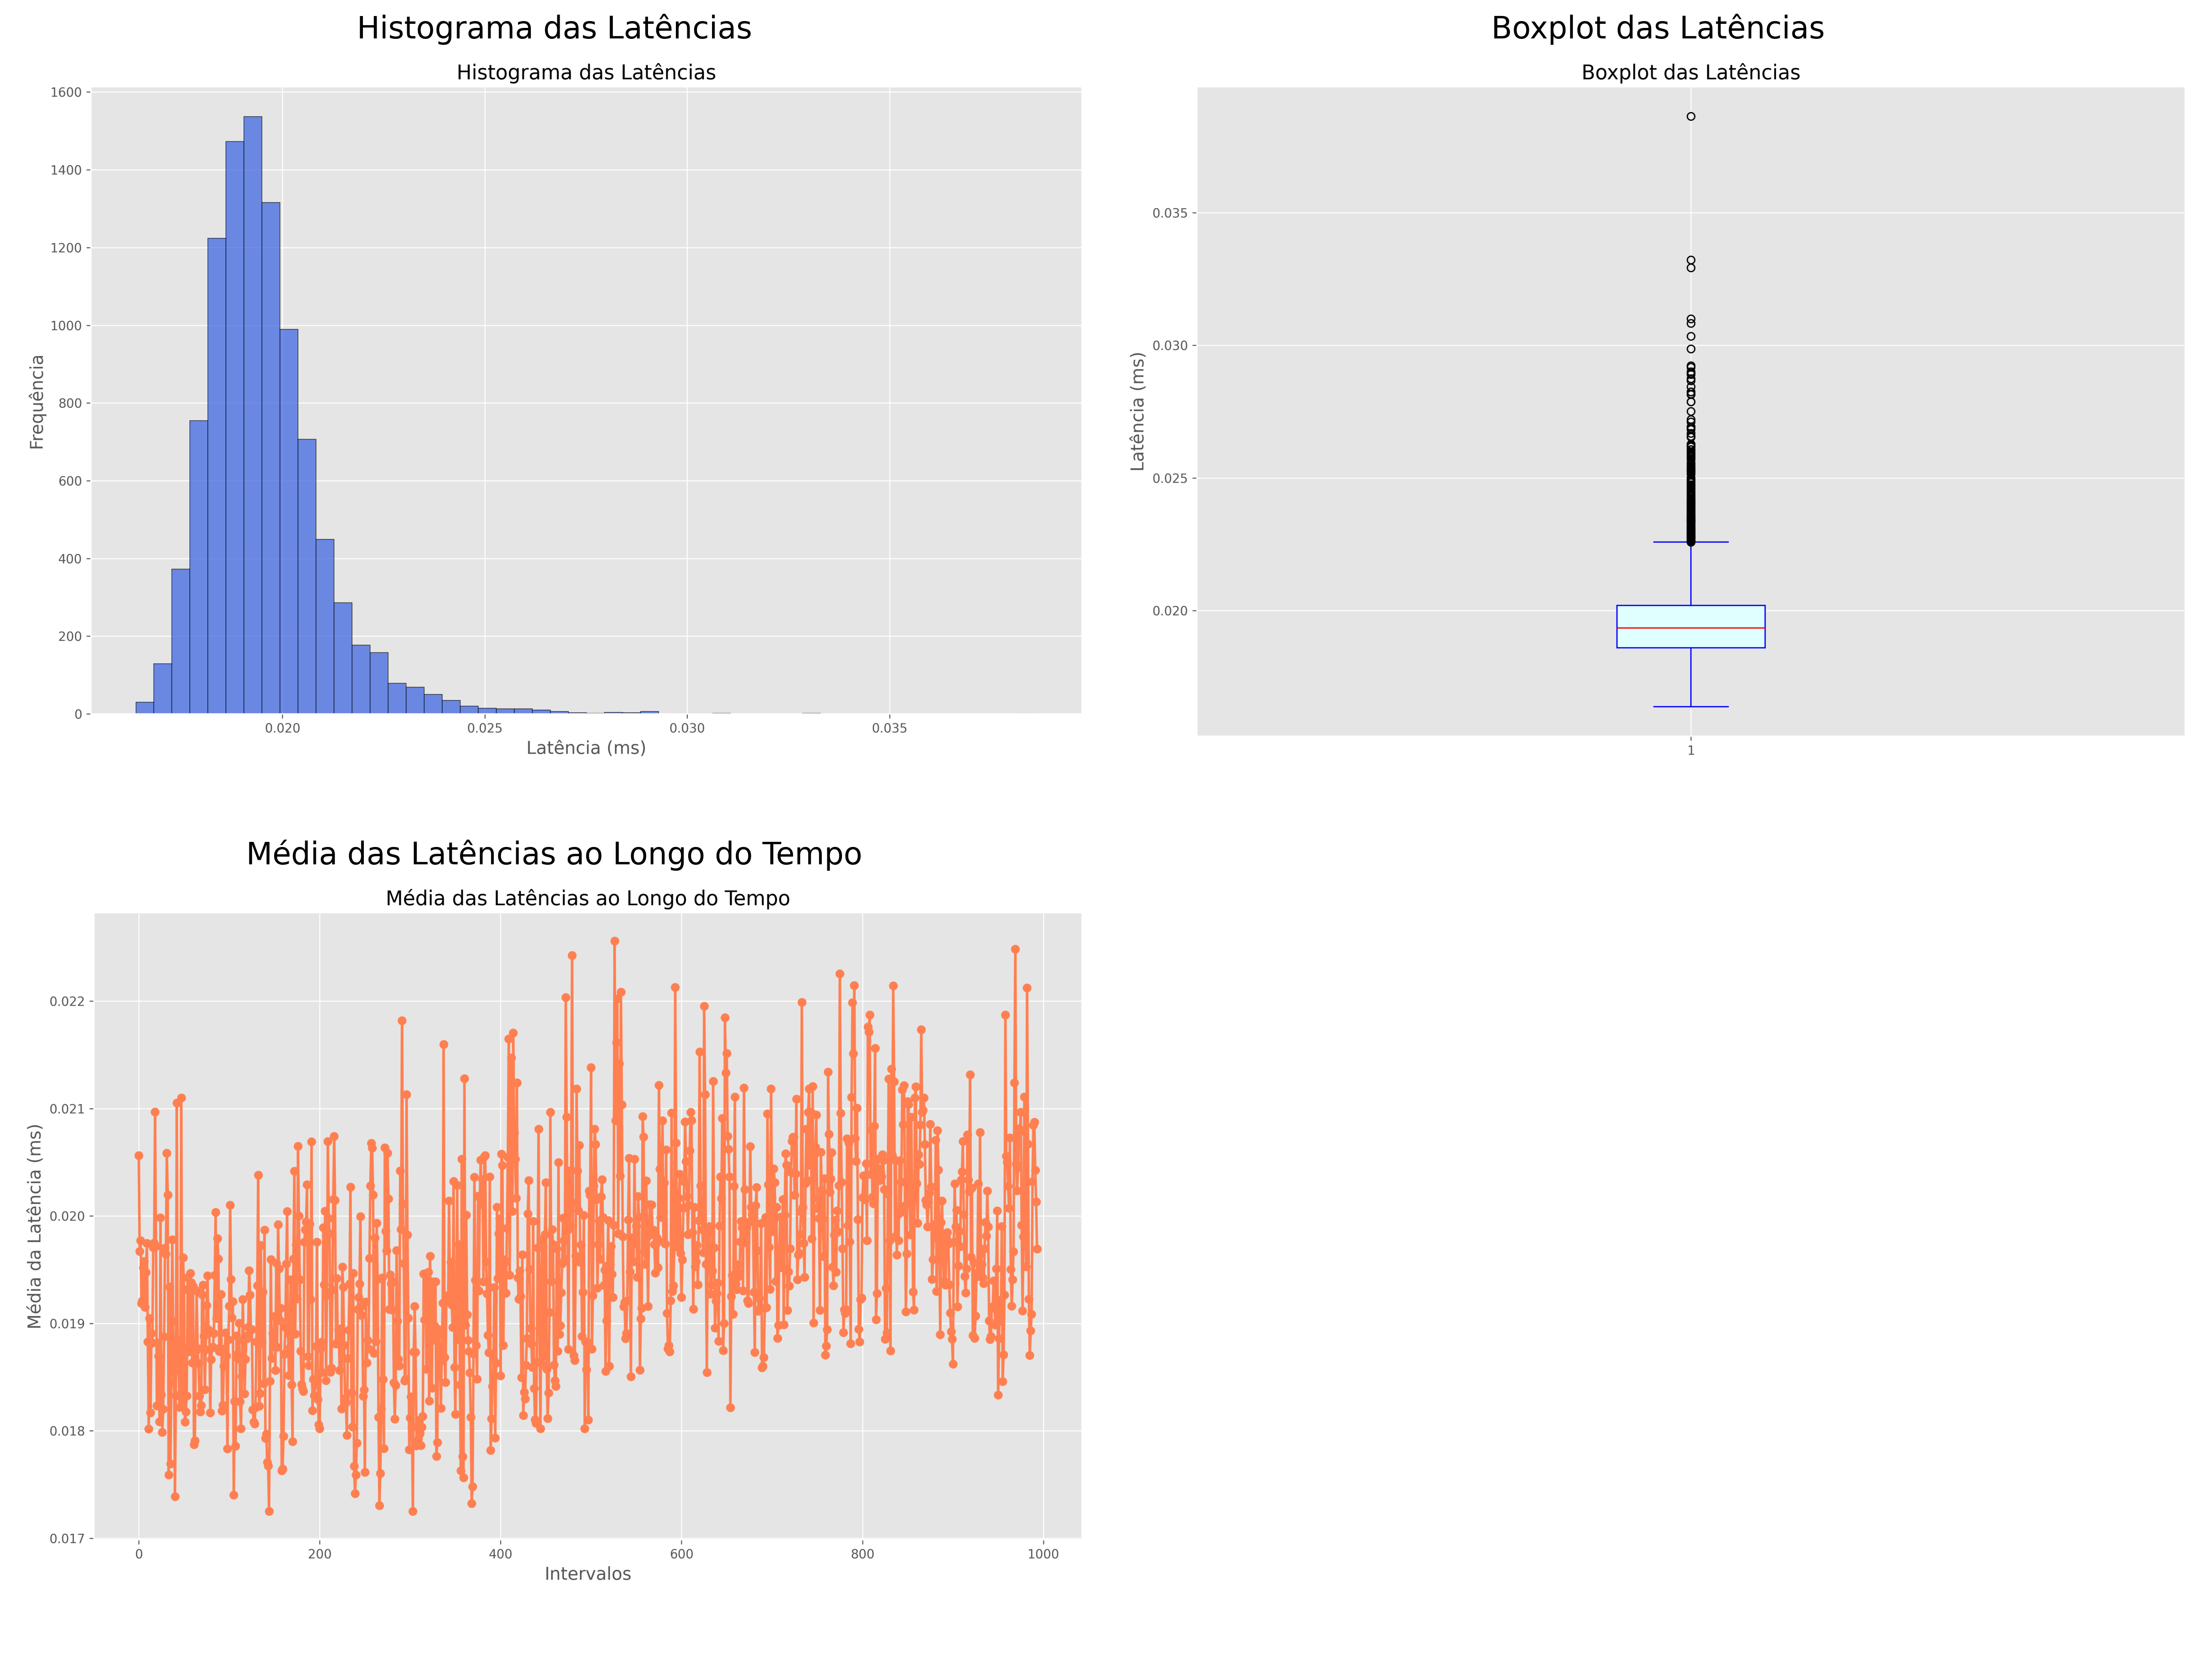 Histograma das Latências
Histograma das Latências
1600
1400
1200
1000
800
600
400
200
0
Frequência
0.020 0.025 0.030 0.035
Latência (ms)
Boxplot das Latências
Boxplot das Latências
0.035
0.030
0.025
0.020
Latência (ms)
1
Média das Latências ao Longo do Tempo
Média das Latências ao Longo do Tempo
0.022
0.021
0.020
0.019
0.018
0.017
Média da Latência (ms)
0 200 400 600 800 1000
Intervalos